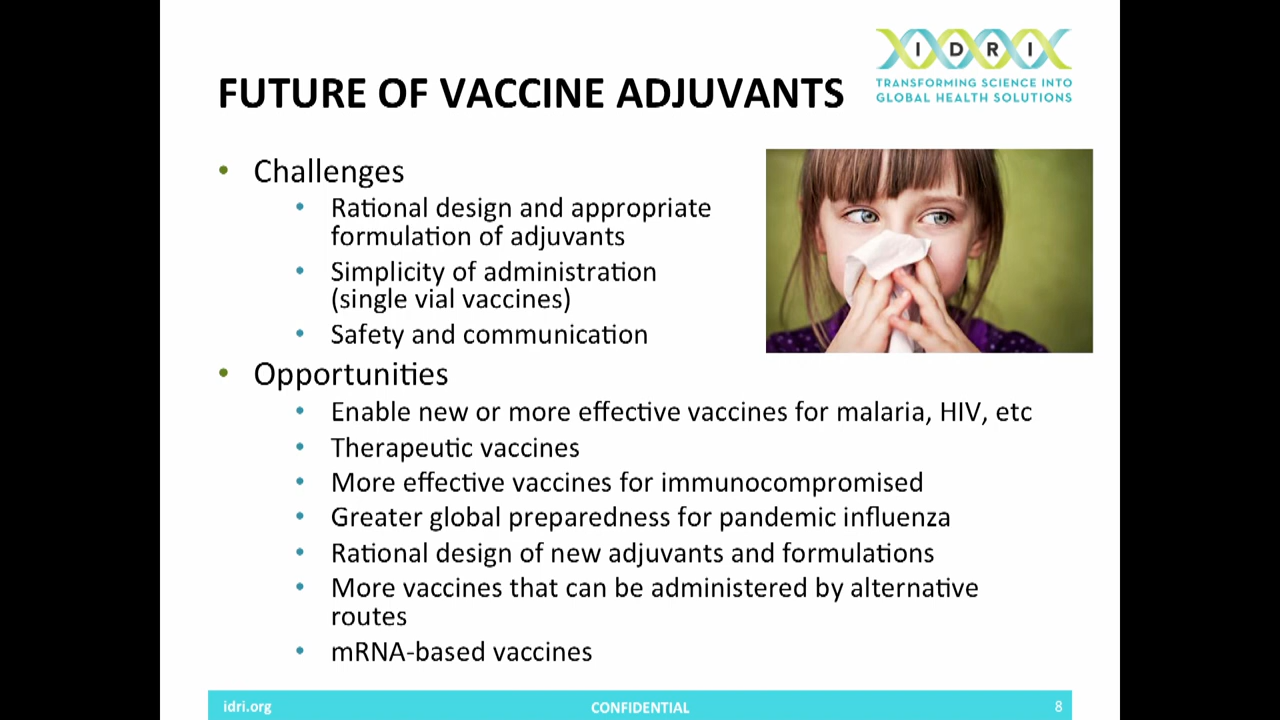 IDRI
TRANSFORMING SCIENCE INTO
GLOBAL HEALTH SOLUTIONS
FUTURE OF VACCINE ADJUVANTS
• Challenges
• Rational design and appropriate
formulation of adjuvants
• Simplicity of administration
(single vial vaccines)
• Safety and communication
• Opportunities
• Enable new or more effective vaccines for malaria, HIV, etc
• Therapeutic vaccines
• More effective vaccines for immunocompromised
• Greater global preparedness for pandemic influenza
• Rational design of new adjuvants and formulations
• More vaccines that can be administered by alternative
routes
• mRNA-based vaccines
idri.org CONFIDENTIAL 8